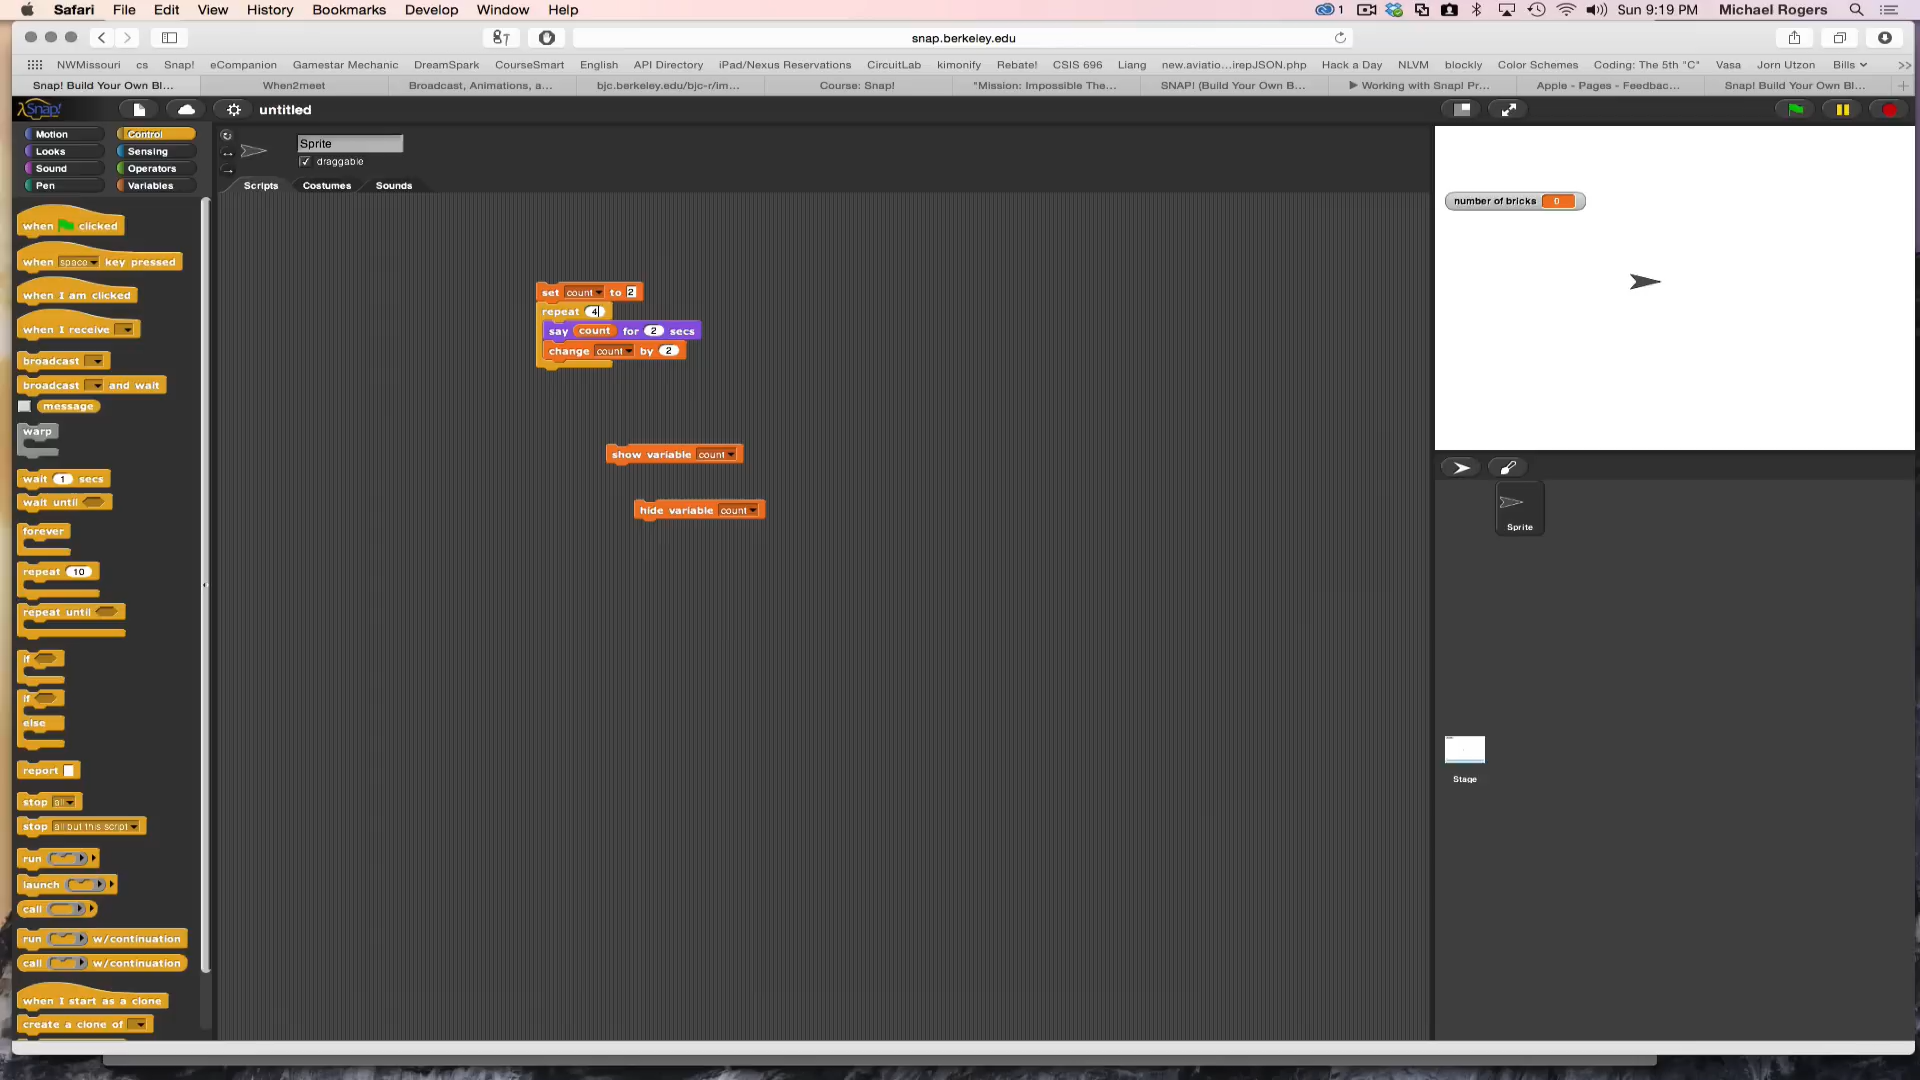 Safari File Edit View History Bookmarks Develop Window Help 1 Sun 9:19 PM Michael Rogers
snap.berkeley.edu
NWMissouri cs Snap! eCompanion Gamestar Mechanic DreamSpark CourseSmart English API Directory iPad/Nexus Reservations CircuitLab kimonify Rebate! CSIS 696 Liang new.aviatio...irepJSON.php Hack a Day NLVM blockly Color Schemes Coding: The 5th "C" Vasa Jorn Utzon Bills >>
Snap! Build Your Own Bl... When2meet Broadcast, Animations, a... bjc.berkeley.edu/bjc-r/im... Course: Snap! "Mission: Impossible The... SNAP! (Build Your Own B... ▶ Working with Snap! Pr... Apple - Pages - Feedbac... Snap! Build Your Own Bl... +
λSnap! untitled
Motion Control
Looks Sensing
Sound Operators
Pen Variables
Sprite
draggable
Scripts Costumes Sounds
when clicked
when space key pressed
when I am clicked
when I receive
broadcast
broadcast and wait
message
warp
wait 1 secs
wait until
forever
repeat 10
repeat until
if
if
else
report
stop all
stop all but this script
run
launch
call
run w/continuation
call w/continuation
when I start as a clone
create a clone of
set count to 2
repeat 4
say count for 2 secs
change count by 2
show variable count
hide variable count
number of bricks 0
Sprite
Stage